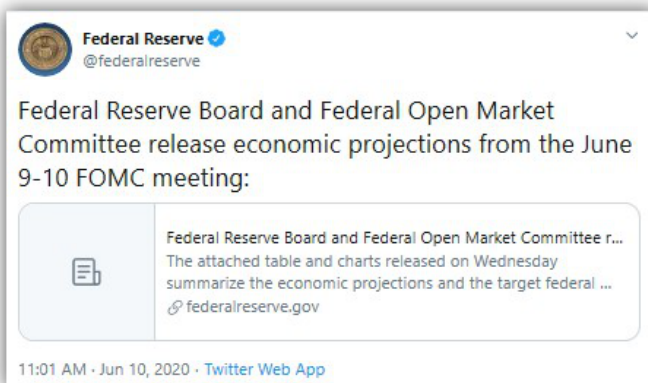 Federal Reserve
@federalreserve
Federal Reserve Board and Federal Open Market
Committee release economic projections from the June
9-10 FOMC meeting:
Federal Reserve Board and Federal Open Market Committee r...
The attached table and charts released on Wednesday
summarize the economic projections and the target federal ...
federalreserve.gov
11:01 AM · Jun 10, 2020 · Twitter Web App